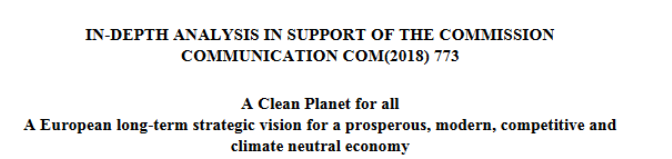 IN-DEPTH ANALYSIS IN SUPPORT OF THE COMMISSION
COMMUNICATION COM(2018) 773
A Clean Planet for all
A European long-term strategic vision for a prosperous, modern, competitive and
climate neutral economy